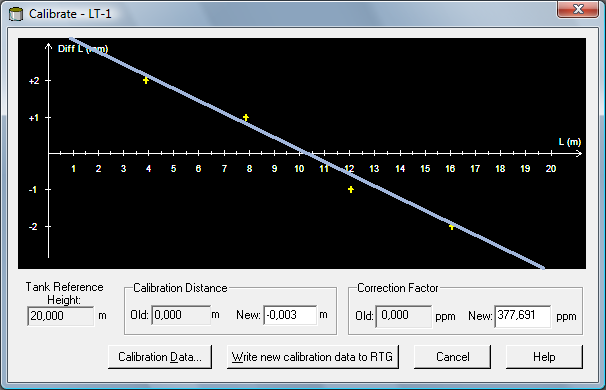 Calibrate - LT-1
Diff L (mm)
+2
+1
L (m)
1 2 3 4 5 6 7 8 9 10 11 12 13 14 15 16 17 18 19 20
-1
-2
Tank Reference
Height:
20,000 m
Calibration Distance
Old: 0,000 m New: -0,003 m
Correction Factor
Old: 0,000 ppm New: 377,691 ppm
Calibration Data...
Write new calibration data to RTG
Cancel
Help